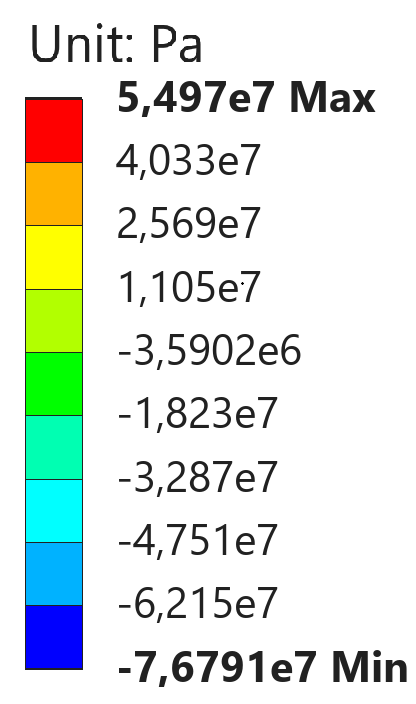 Unit: Pa
5,497e7 Max
4,033e7
2,569e7
1,105e7
-3,5902e6
-1,823e7
-3,287e7
-4,751e7
-6,215e7
-7,6791e7 Min